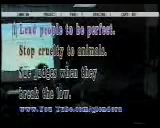 Lead people to be perfect.
Stop cruelty to animals.
Sue judges when they
break the law.
www.YouTube.com/glendora